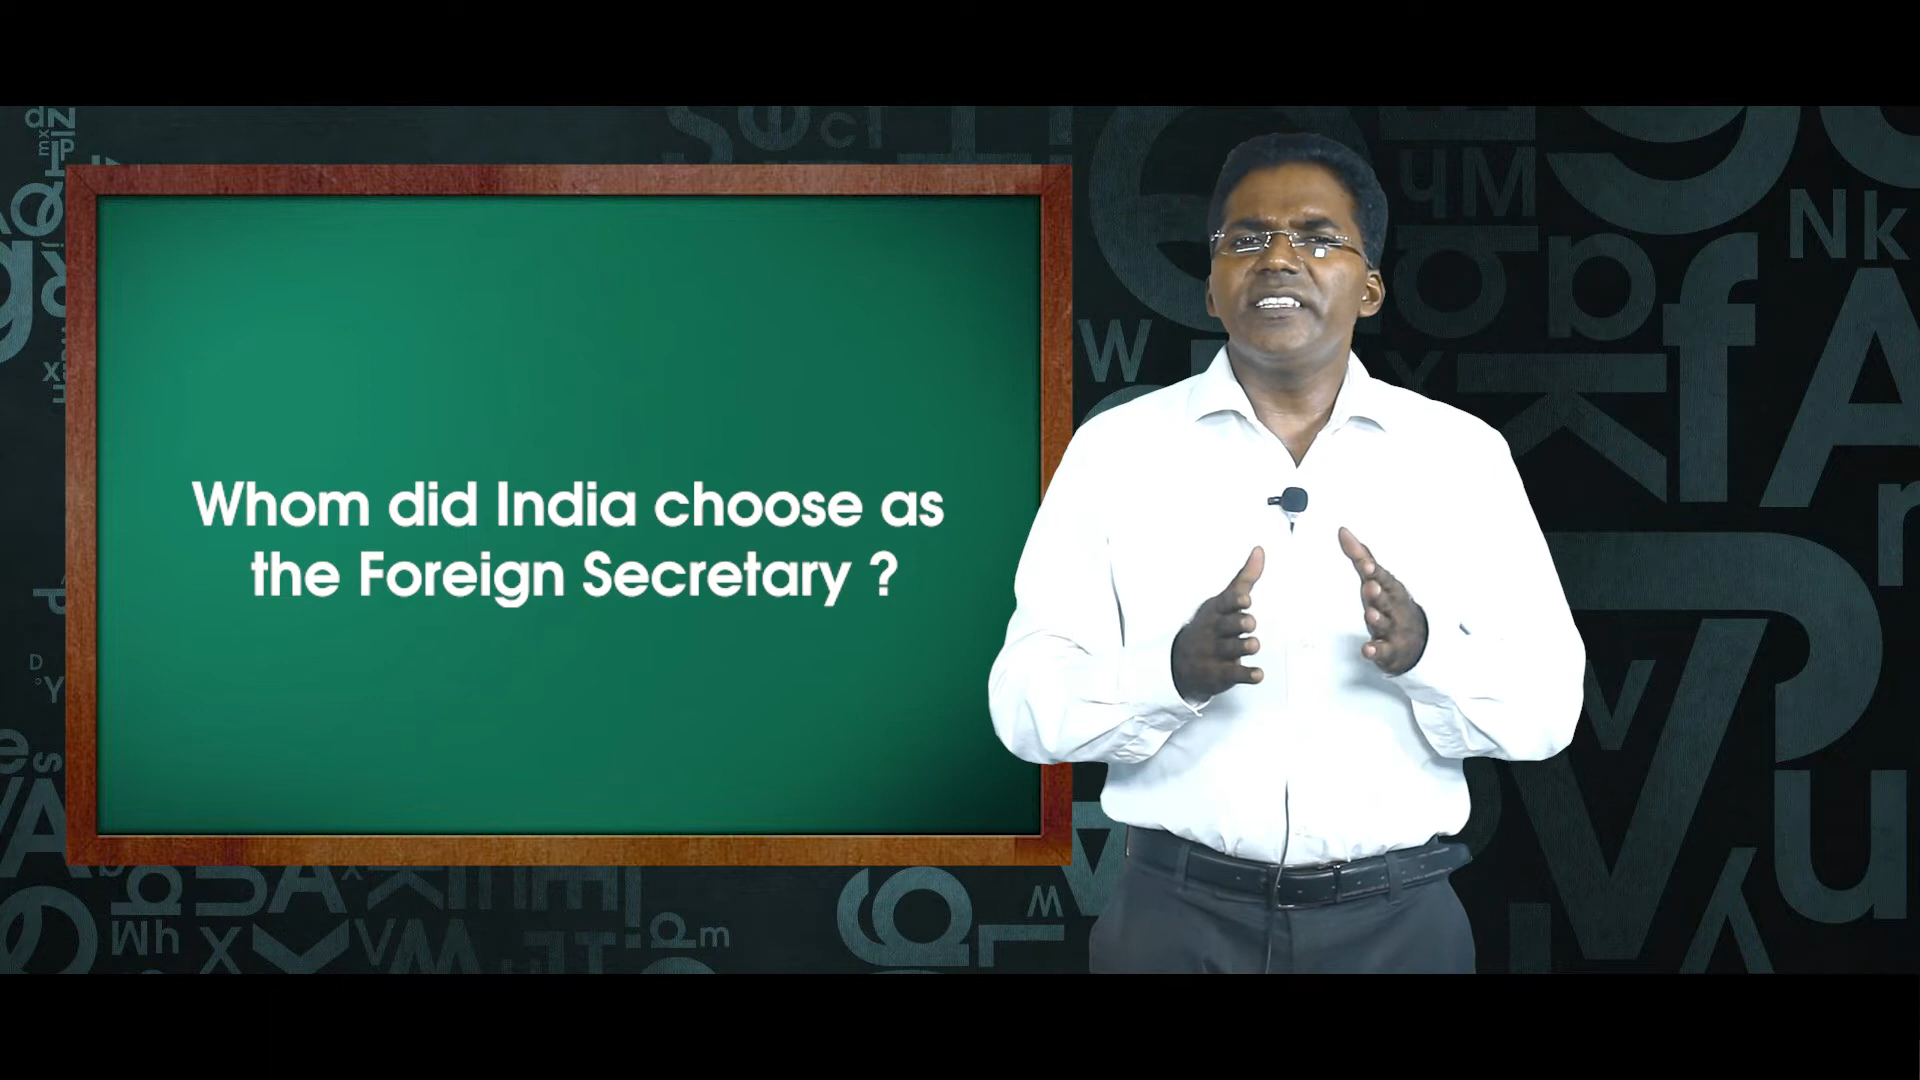 Whom did India choose as
the Foreign Secretary ?